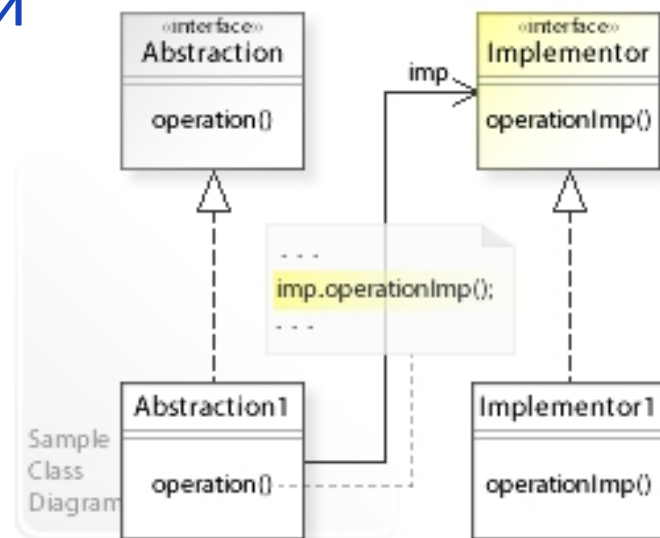 «interface»
Abstraction
operation()
imp
«interface»
Implementor
operationImp()
- - -
imp.operationImp();
- - -
Abstraction1
operation()
Implementor1
operationImp()
Sample
Class
Diagram